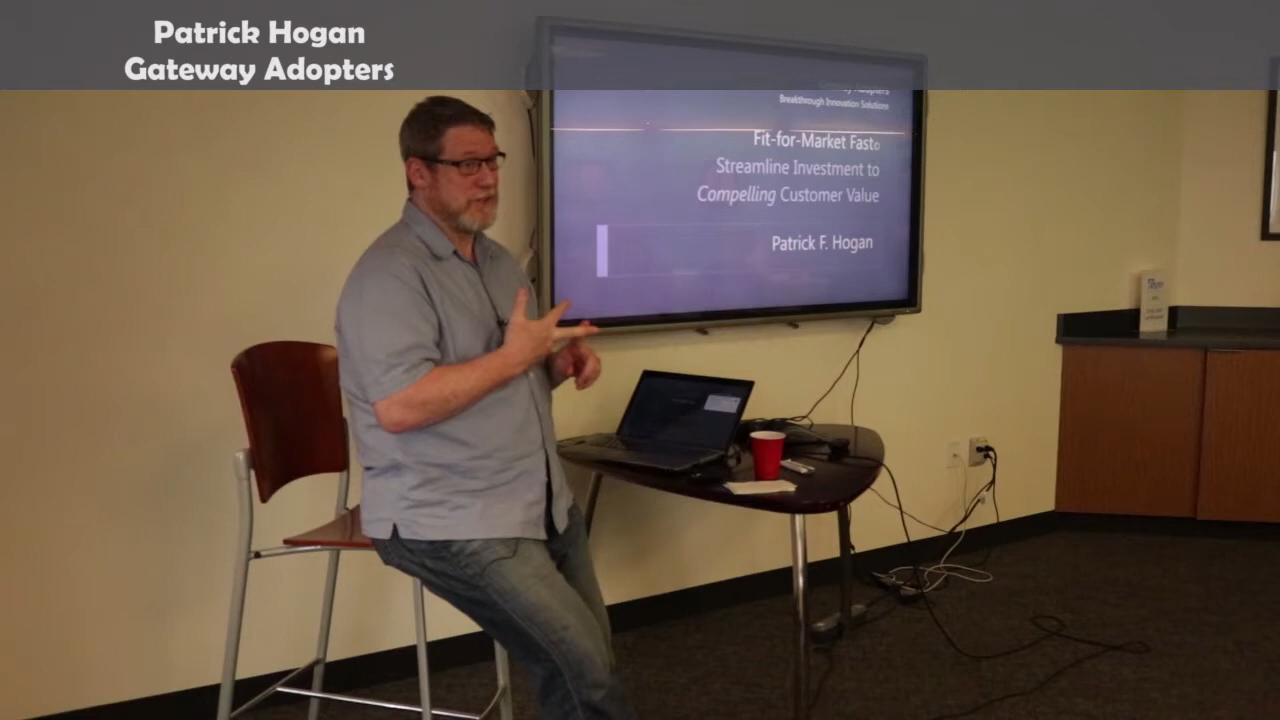 Patrick Hogan
Gateway Adopters
Adopters
Breakthrough Innovation Solutions
Fit-for-Market Fast©
Streamline Investment to
Compelling Customer Value
Patrick F. Hogan